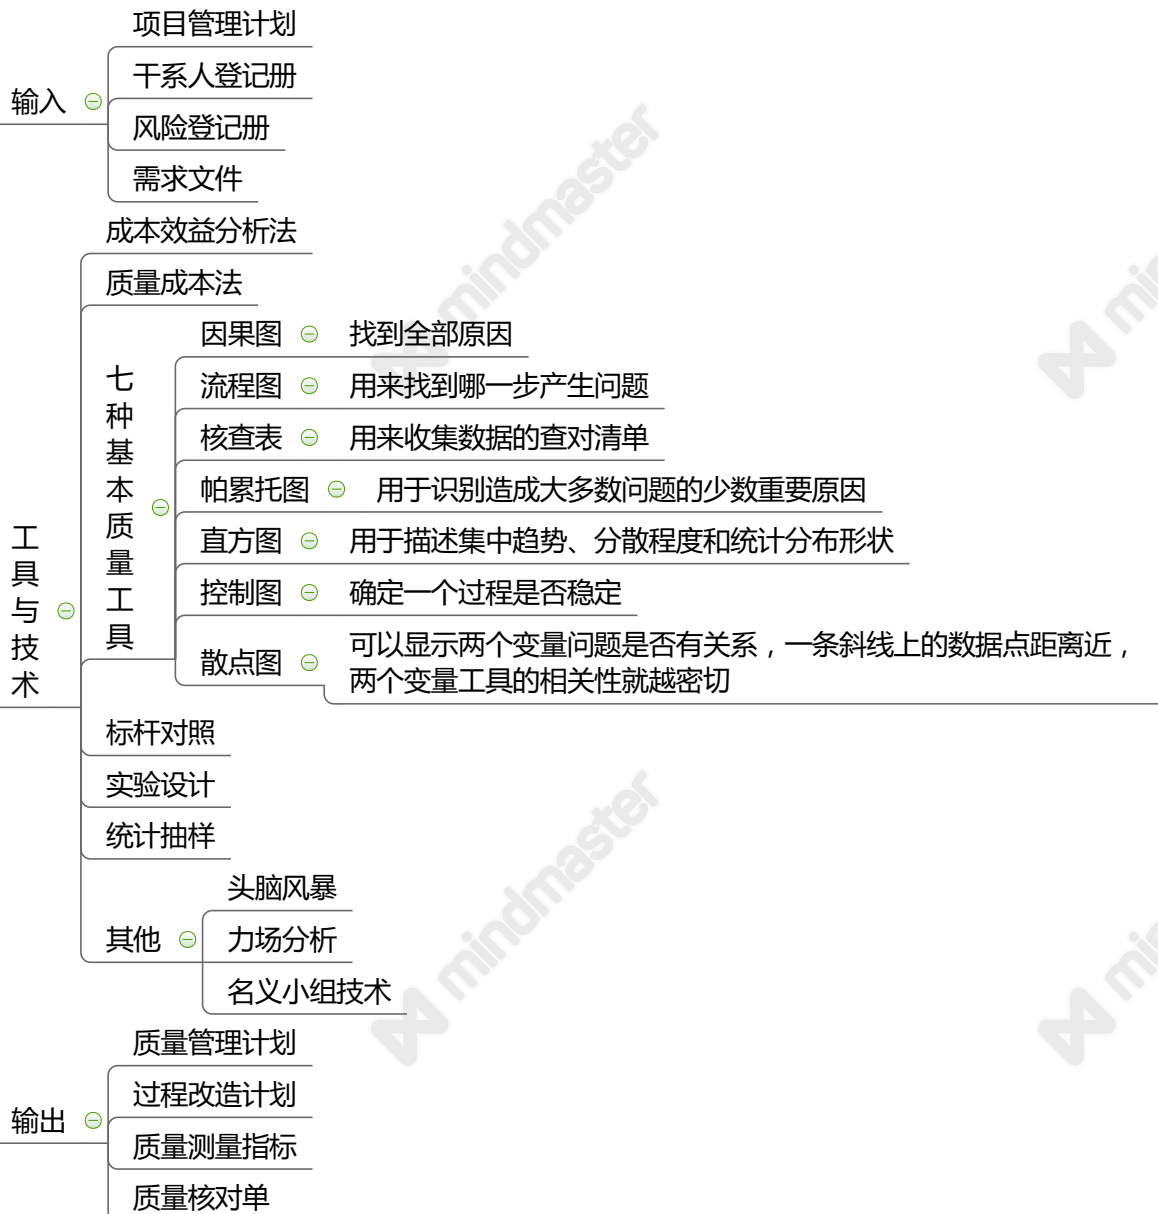 输入
项目管理计划
干系人登记册
风险登记册
需求文件
工具与技术
成本效益分析法
质量成本法
七种基本质量工具
因果图
找到全部原因
流程图
用来找到哪一步产生问题
核查表
用来收集数据的查对清单
帕累托图
用于识别造成大多数问题的少数重要原因
直方图
用于描述集中趋势、分散程度和统计分布形状
控制图
确定一个过程是否稳定
散点图
可以显示两个变量问题是否有关系，一条斜线上的数据点距离近，
两个变量工具的相关性就越密切
标杆对照
实验设计
统计抽样
其他
头脑风暴
力场分析
名义小组技术
输出
质量管理计划
过程改造计划
质量测量指标
质量核对单
mindmaster
min
mindmaster
min